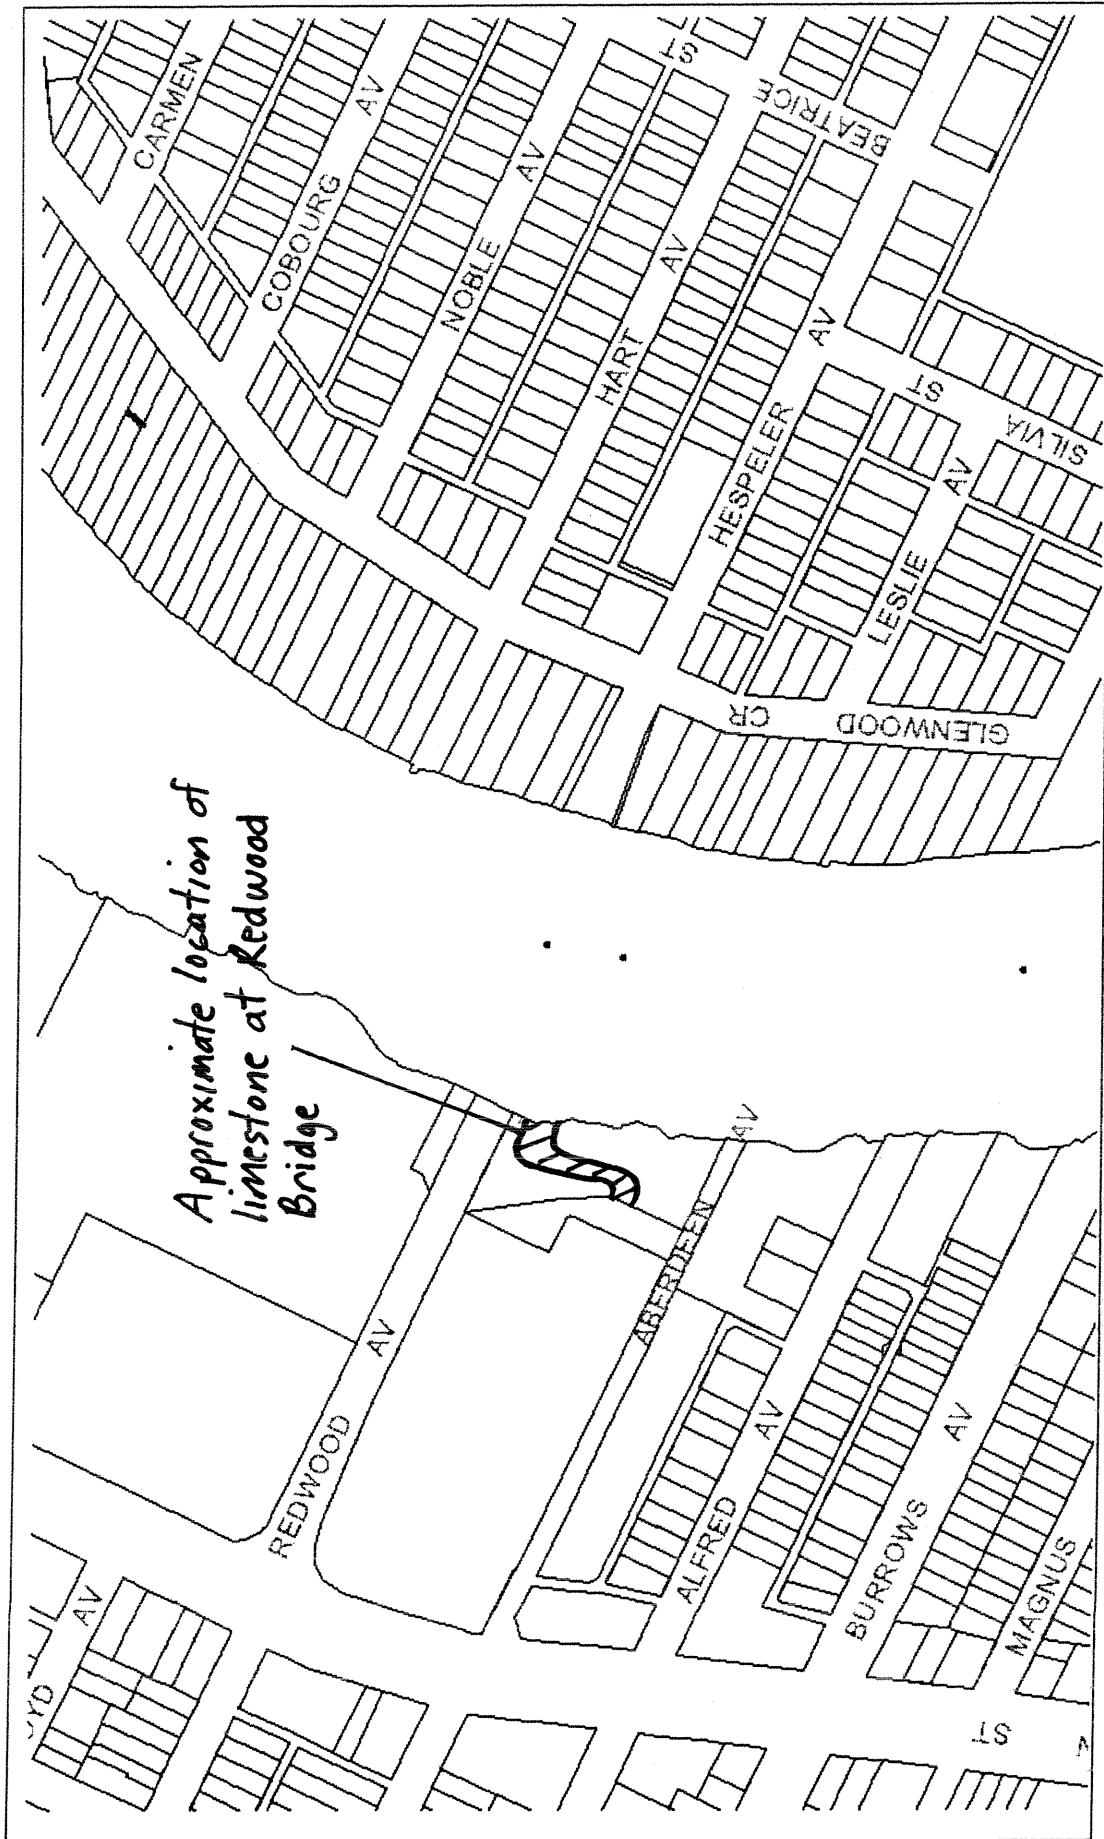 CARMEN
COBOURG AV
NOBLE AV
HART AV
BEATRICE ST
HESPELER AV
LESLIE AV
SILVIA ST
GLENWOOD CR
Approximate location of
limestone at Redwood
Bridge
REDWOOD AV
ABERDEEN AV
ALFRED AV
BURROWS AV
MAGNUS
AV
ST